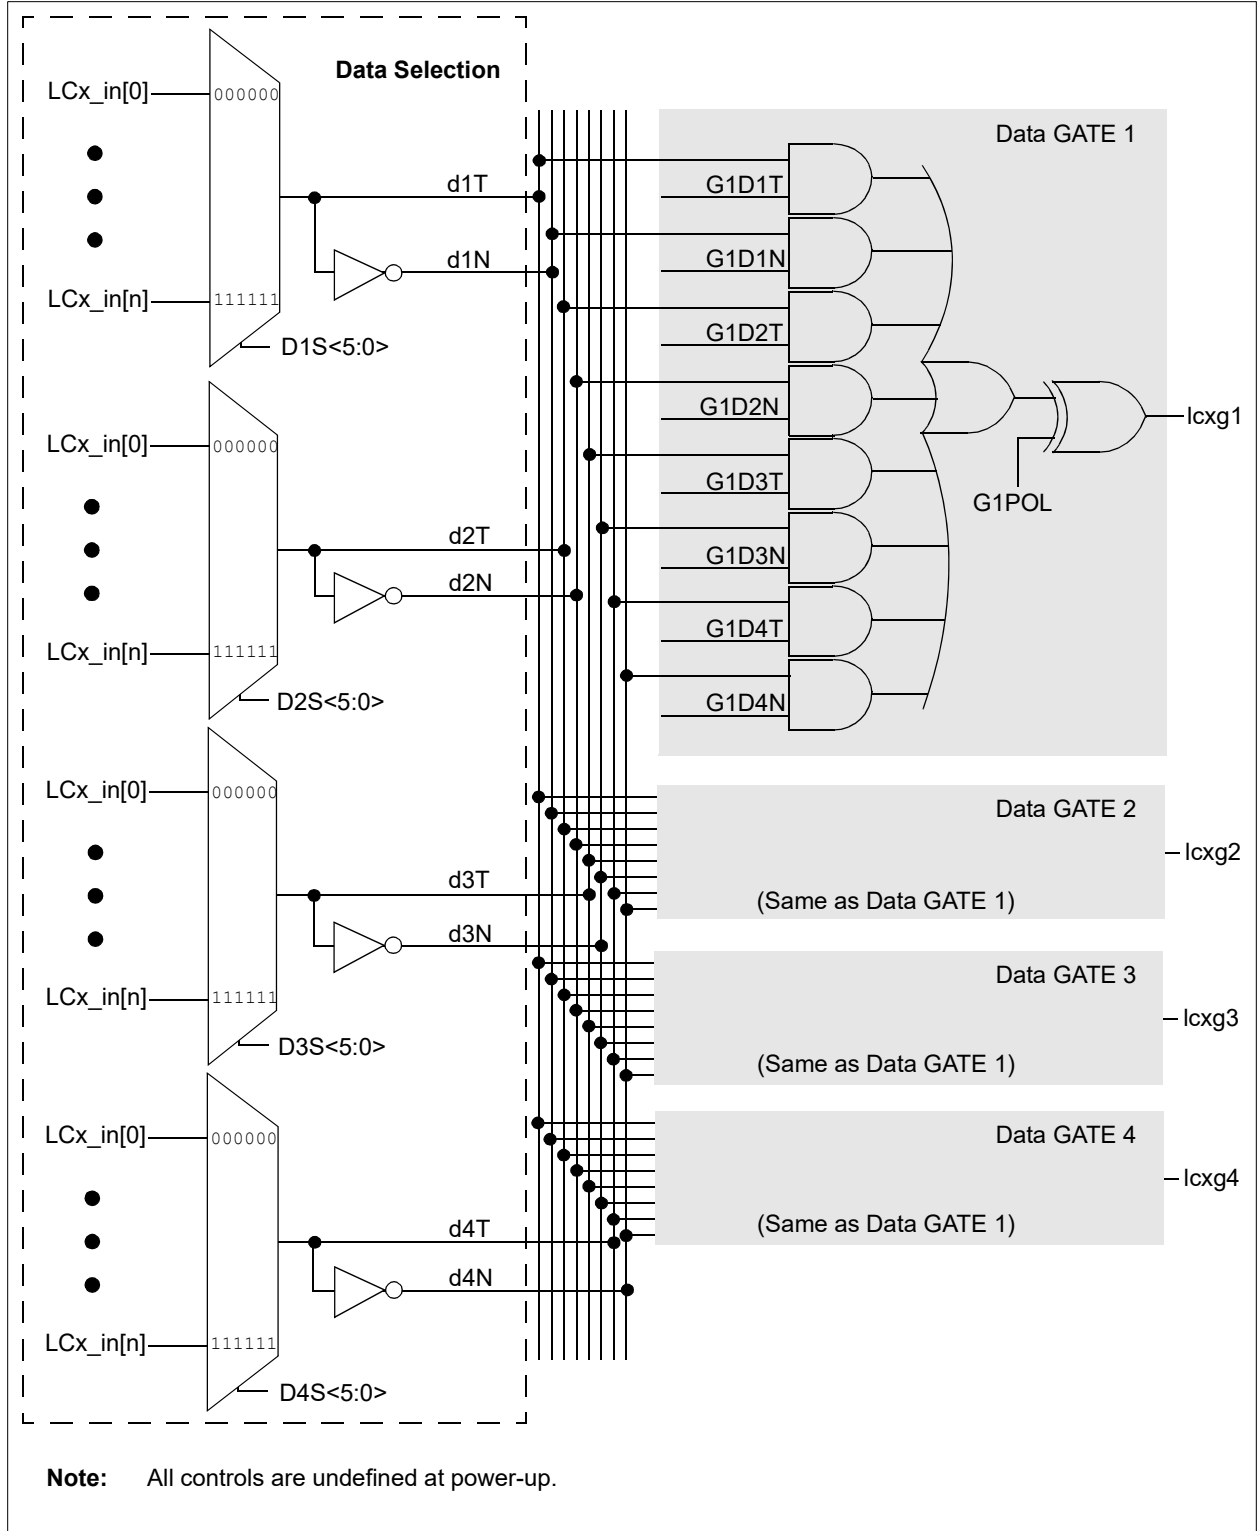 Data Selection
LCx_in[0]
000000
d1T
d1N
LCx_in[n]
111111
D1S<5:0>
LCx_in[0]
000000
d2T
d2N
LCx_in[n]
111111
D2S<5:0>
LCx_in[0]
000000
d3T
d3N
LCx_in[n]
111111
D3S<5:0>
LCx_in[0]
000000
d4T
d4N
LCx_in[n]
111111
D4S<5:0>
Data GATE 1
G1D1T
G1D1N
G1D2T
G1D2N
G1D3T
G1D3N
G1D4T
G1D4N
G1POL
lcxg1
Data GATE 2
lcxg2
(Same as Data GATE 1)
Data GATE 3
lcxg3
(Same as Data GATE 1)
Data GATE 4
lcxg4
(Same as Data GATE 1)
Note: All controls are undefined at power-up.